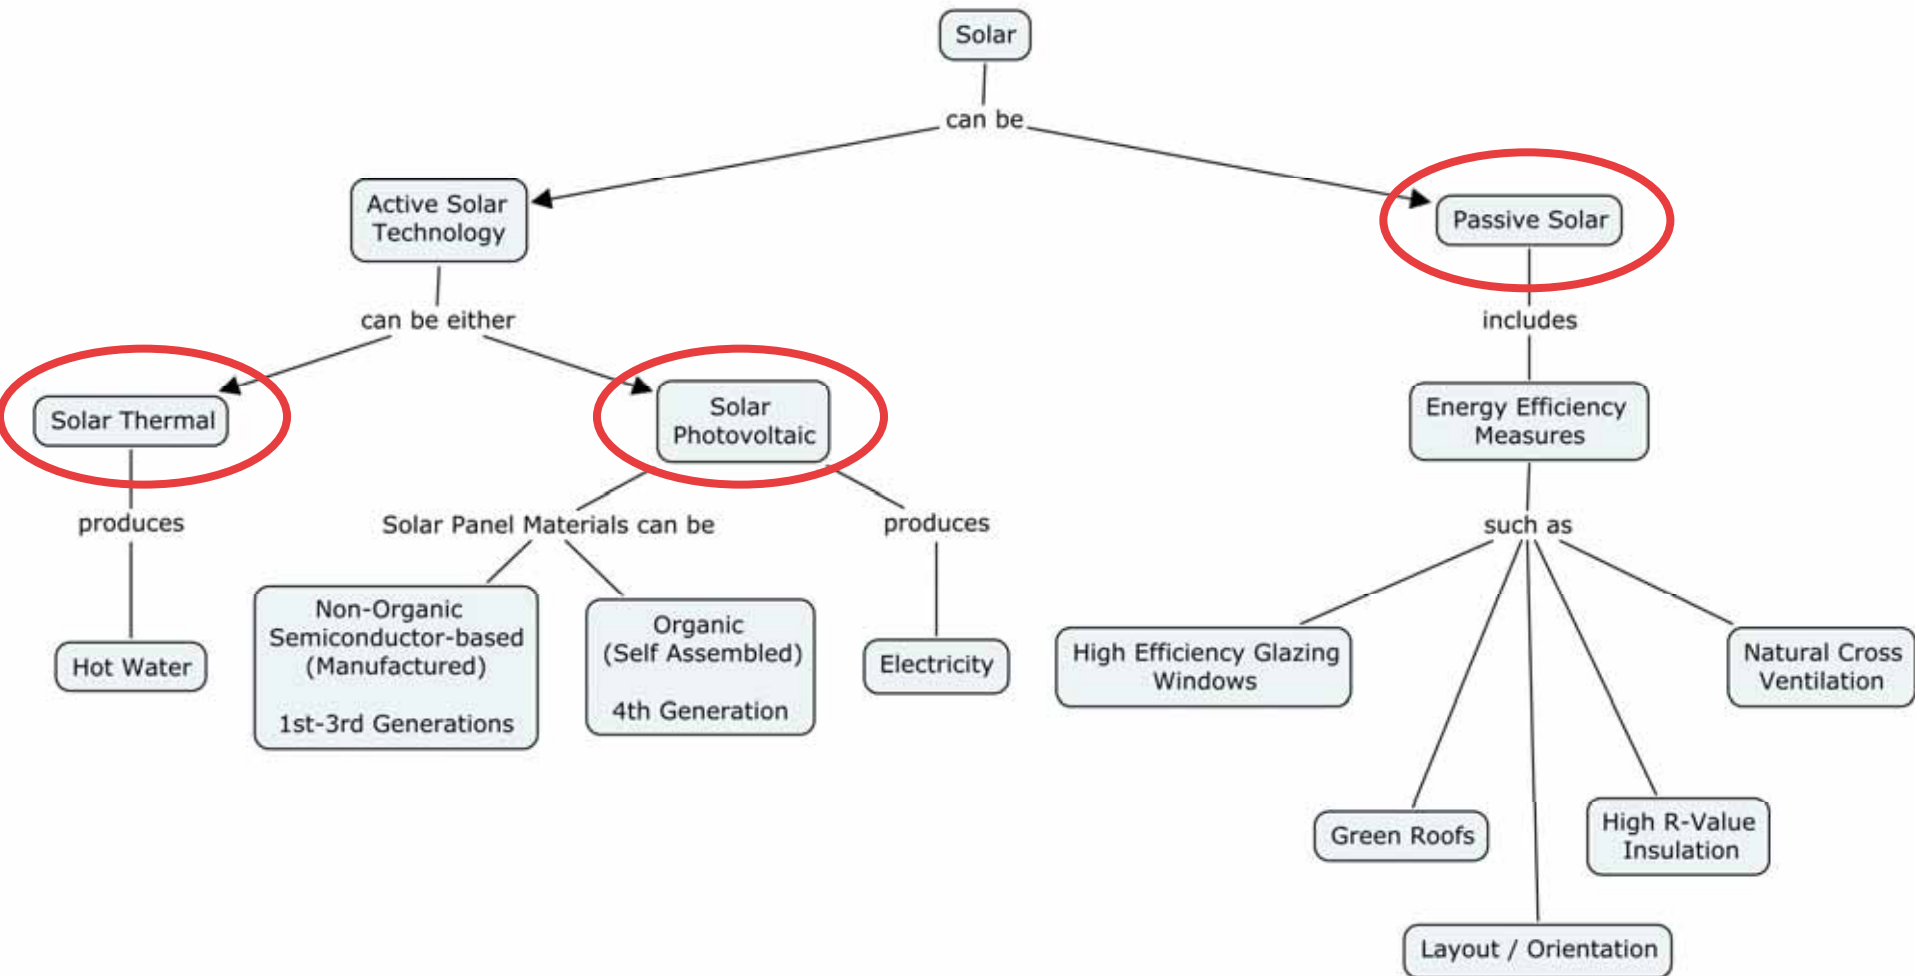 Solar
can be
Active Solar
Technology
Passive Solar
can be either
includes
Solar Thermal
Solar
Photovoltaic
Energy Efficiency
Measures
produces
Solar Panel Materials can be
produces
such as
Hot Water
Non-Organic
Semiconductor-based
(Manufactured)
1st-3rd Generations
Organic
(Self Assembled)
4th Generation
Electricity
High Efficiency Glazing
Windows
Natural Cross
Ventilation
Green Roofs
High R-Value
Insulation
Layout / Orientation